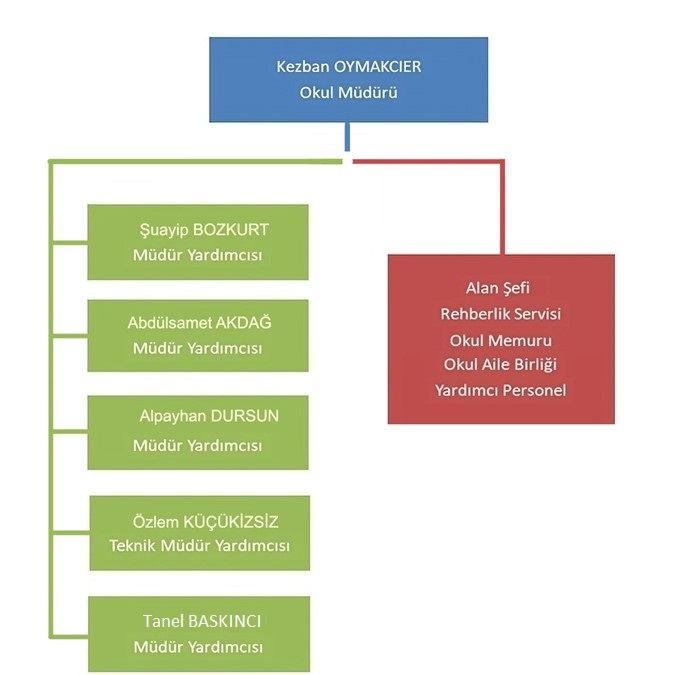 Kezban OYMAKCIER
Okul Müdürü
Şuayip BOZKURT
Müdür Yardımcısı
Abdülsamet AKDAĞ
Müdür Yardımcısı
Alpayhan DURSUN
Müdür Yardımcısı
Özlem KÜÇÜKİZSİZ
Teknik Müdür Yardımcısı
Tanel BASKINCI
Müdür Yardımcısı
Alan Şefi
Rehberlik Servisi
Okul Memuru
Okul Aile Birliği
Yardımcı Personel